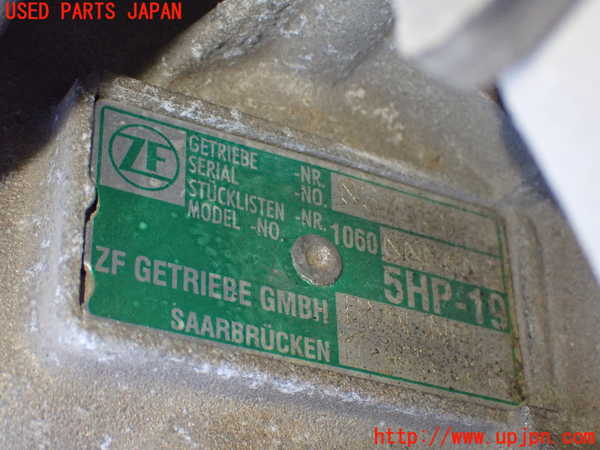 USED PARTS JAPAN
ZF
GETRIEBE -NR.
SERIAL -NO.
STÜCKLISTEN -NR. 1060
MODEL -NO.
5HP-19
ZF GETRIEBE GMBH
SAARBRÜCKEN
http://www.upjpn.com/